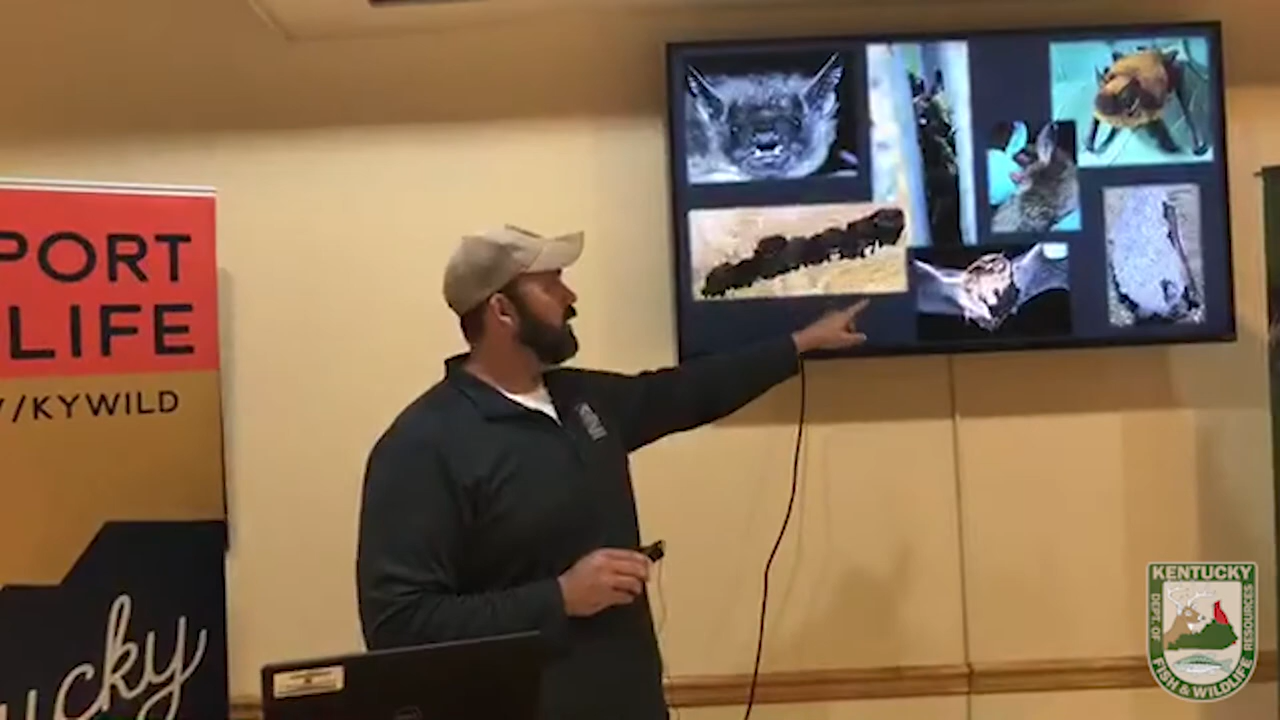 PORT
LIFE
/KYWILD
ucky
KENTUCKY
DEPT. OF
FISH & WILDLIFE
RESOURCES